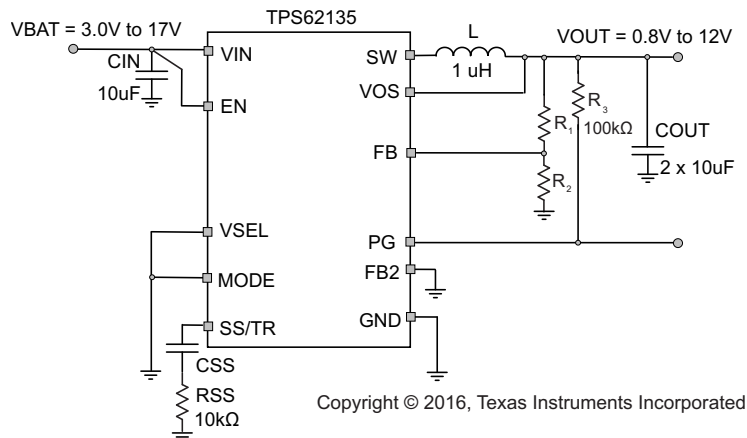 TPS62135
VBAT = 3.0V to 17V
CIN
10uF
VIN
EN
VSEL
MODE
SS/TR
CSS
RSS
10kΩ
SW
VOS
FB
PG
FB2
GND
L
1 uH
VOUT = 0.8V to 12V
R1
R2
R3
100kΩ
COUT
2 x 10uF
Copyright © 2016, Texas Instruments Incorporated